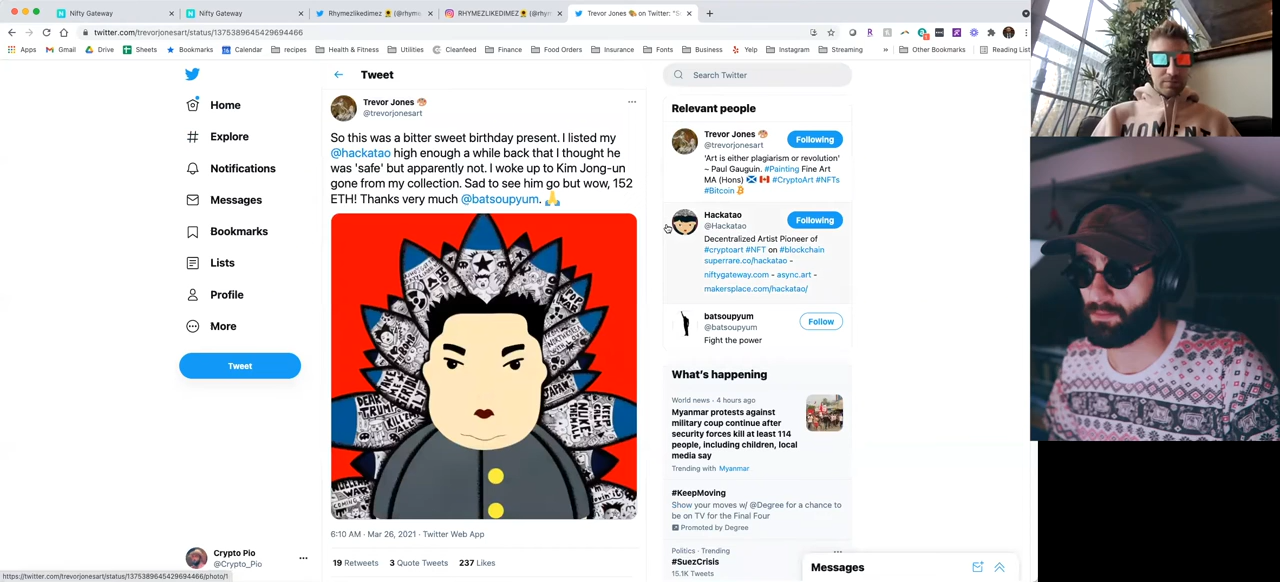 Nifty Gateway
Nifty Gateway
Rhymezlikedimez
RHYMEZLIKEDIMEZ
Trevor Jones
on Twitter: "S
twitter.com/trevorjonesart/status/1375389645429694466
Apps
Gmail
Drive
Sheets
Bookmarks
Calendar
recipes
Health & Fitness
Utilities
Cleanfeed
Finance
Food Orders
Insurance
Fonts
Business
Yelp
Instagram
Streaming
»
Other Bookmarks
Reading List
Home
Explore
Notifications
Messages
Bookmarks
Lists
Profile
More
Tweet
Crypto Pio
@Crypto_Pio
Tweet
Trevor Jones
@trevorjonesart
So this was a bitter sweet birthday present. I listed my
@hackatao high enough a while back that I thought he
was 'safe' but apparently not. I woke up to Kim Jong-un
gone from my collection. Sad to see him go but wow, 152
ETH! Thanks very much @batsoupyum. 🙏
DEAR
TRUMP
6:10 AM · Mar 26, 2021 · Twitter Web App
19 Retweets 3 Quote Tweets 237 Likes
Search Twitter
Relevant people
Trevor Jones
@trevorjonesart
Following
'Art is either plagiarism or revolution'
~ Paul Gauguin. #Painting Fine Art
MA (Hons) 🏴󠁧󠁢󠁳󠁣󠁴󠁿 🇨🇦 #CryptoArt #NFTs
#Bitcoin
Hackatao
@Hackatao
Following
Decentralized Artist Pioneer of
#cryptoart #NFT on #blockchain
superrare.co/hackatao -
niftygateway.com - async.art -
makersplace.com/hackatao/
batsoupyum
@batsoupyum
Follow
Fight the power
What's happening
World news · 4 hours ago
Myanmar protests against
military coup continue after
security forces kill at least 114
people, including children, local
media say
Trending with Myanmar
#KeepMoving
Show your moves w/ @Degree for a chance to
be on TV for the Final Four
Promoted by Degree
Politics · Trending
#SuezCrisis
15.1K Tweets
Messages
https://twitter.com/trevorjonesart/status/1375389645429694466/photo/1
MOMENT